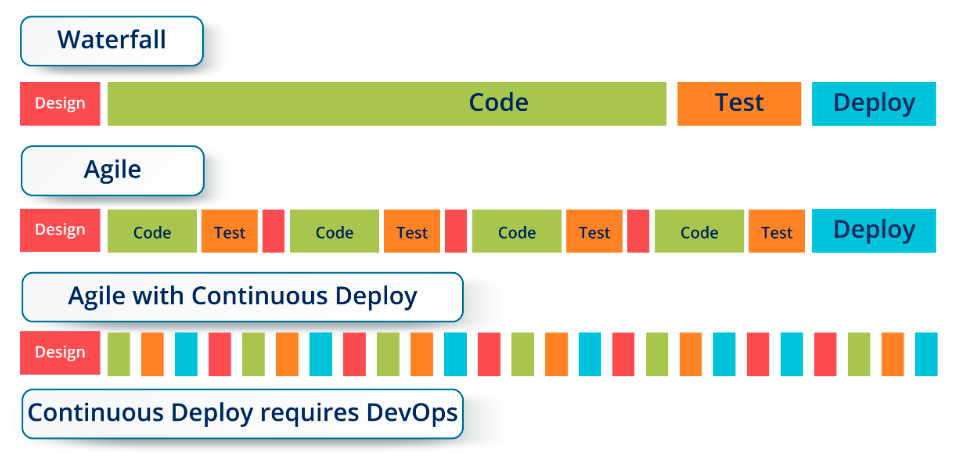 Waterfall
Design Code Test Deploy
Agile
Design Code Test Code Test Code Test Code Test Deploy
Agile with Continuous Deploy
Design
Continuous Deploy requires DevOps